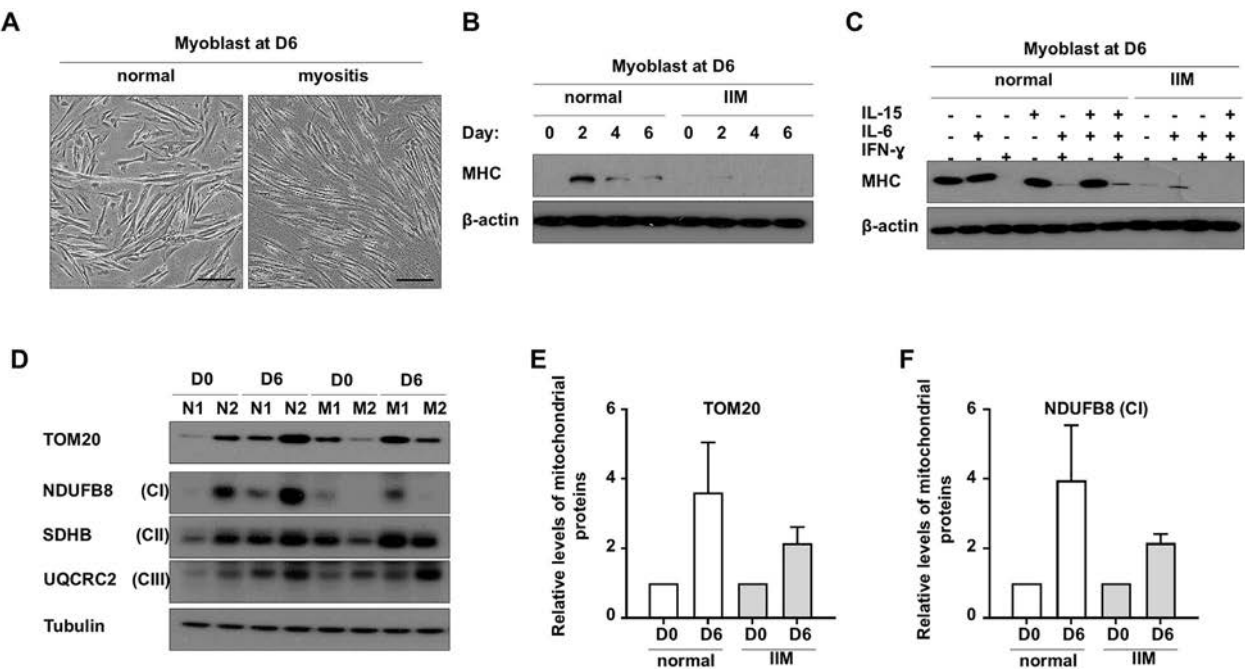 A
Myoblast at D6
normal myositis
B
Myoblast at D6
normal IIM
Day: 0 2 4 6 0 2 4 6
MHC
β-actin
C
Myoblast at D6
normal IIM
IL-15 - - - + - + + - - - +
IL-6 - + - - + + + - + + +
IFN-ɣ - - + - + - + - - + +
MHC
β-actin
D
D0 D6 D0 D6
N1 N2 N1 N2 M1 M2 M1 M2
TOM20
NDUFB8 (CI)
SDHB (CII)
UQCRC2 (CIII)
Tubulin
E
Relative levels of mitochondrial
proteins
TOM20
6
4
2
0
D0 D6 D0 D6
normal IIM
F
Relative levels of mitochondrial
proteins
NDUFB8 (CI)
6
4
2
0
D0 D6 D0 D6
normal IIM